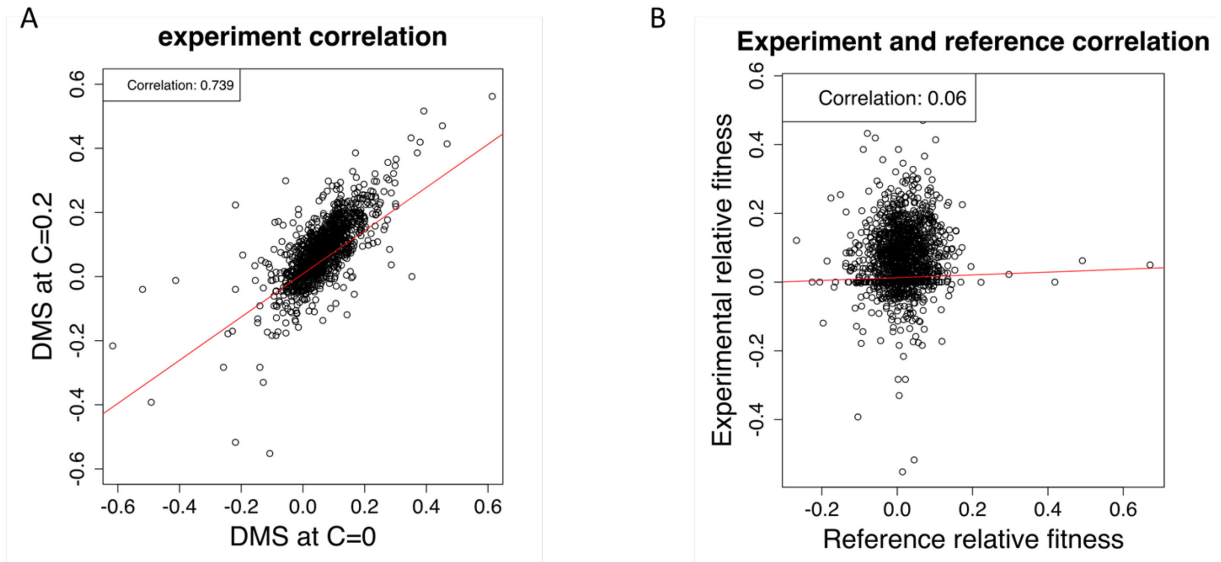 A
experiment correlation
Correlation: 0.739
DMS at C=0.2
0.6
0.4
0.2
0.0
-0.2
-0.4
-0.6
-0.6 -0.4 -0.2 0.0 0.2 0.4 0.6
DMS at C=0
B
Experiment and reference correlation
Correlation: 0.06
Experimental relative fitness
0.6
0.4
0.2
0.0
-0.2
-0.4
-0.2 0.0 0.2 0.4 0.6
Reference relative fitness